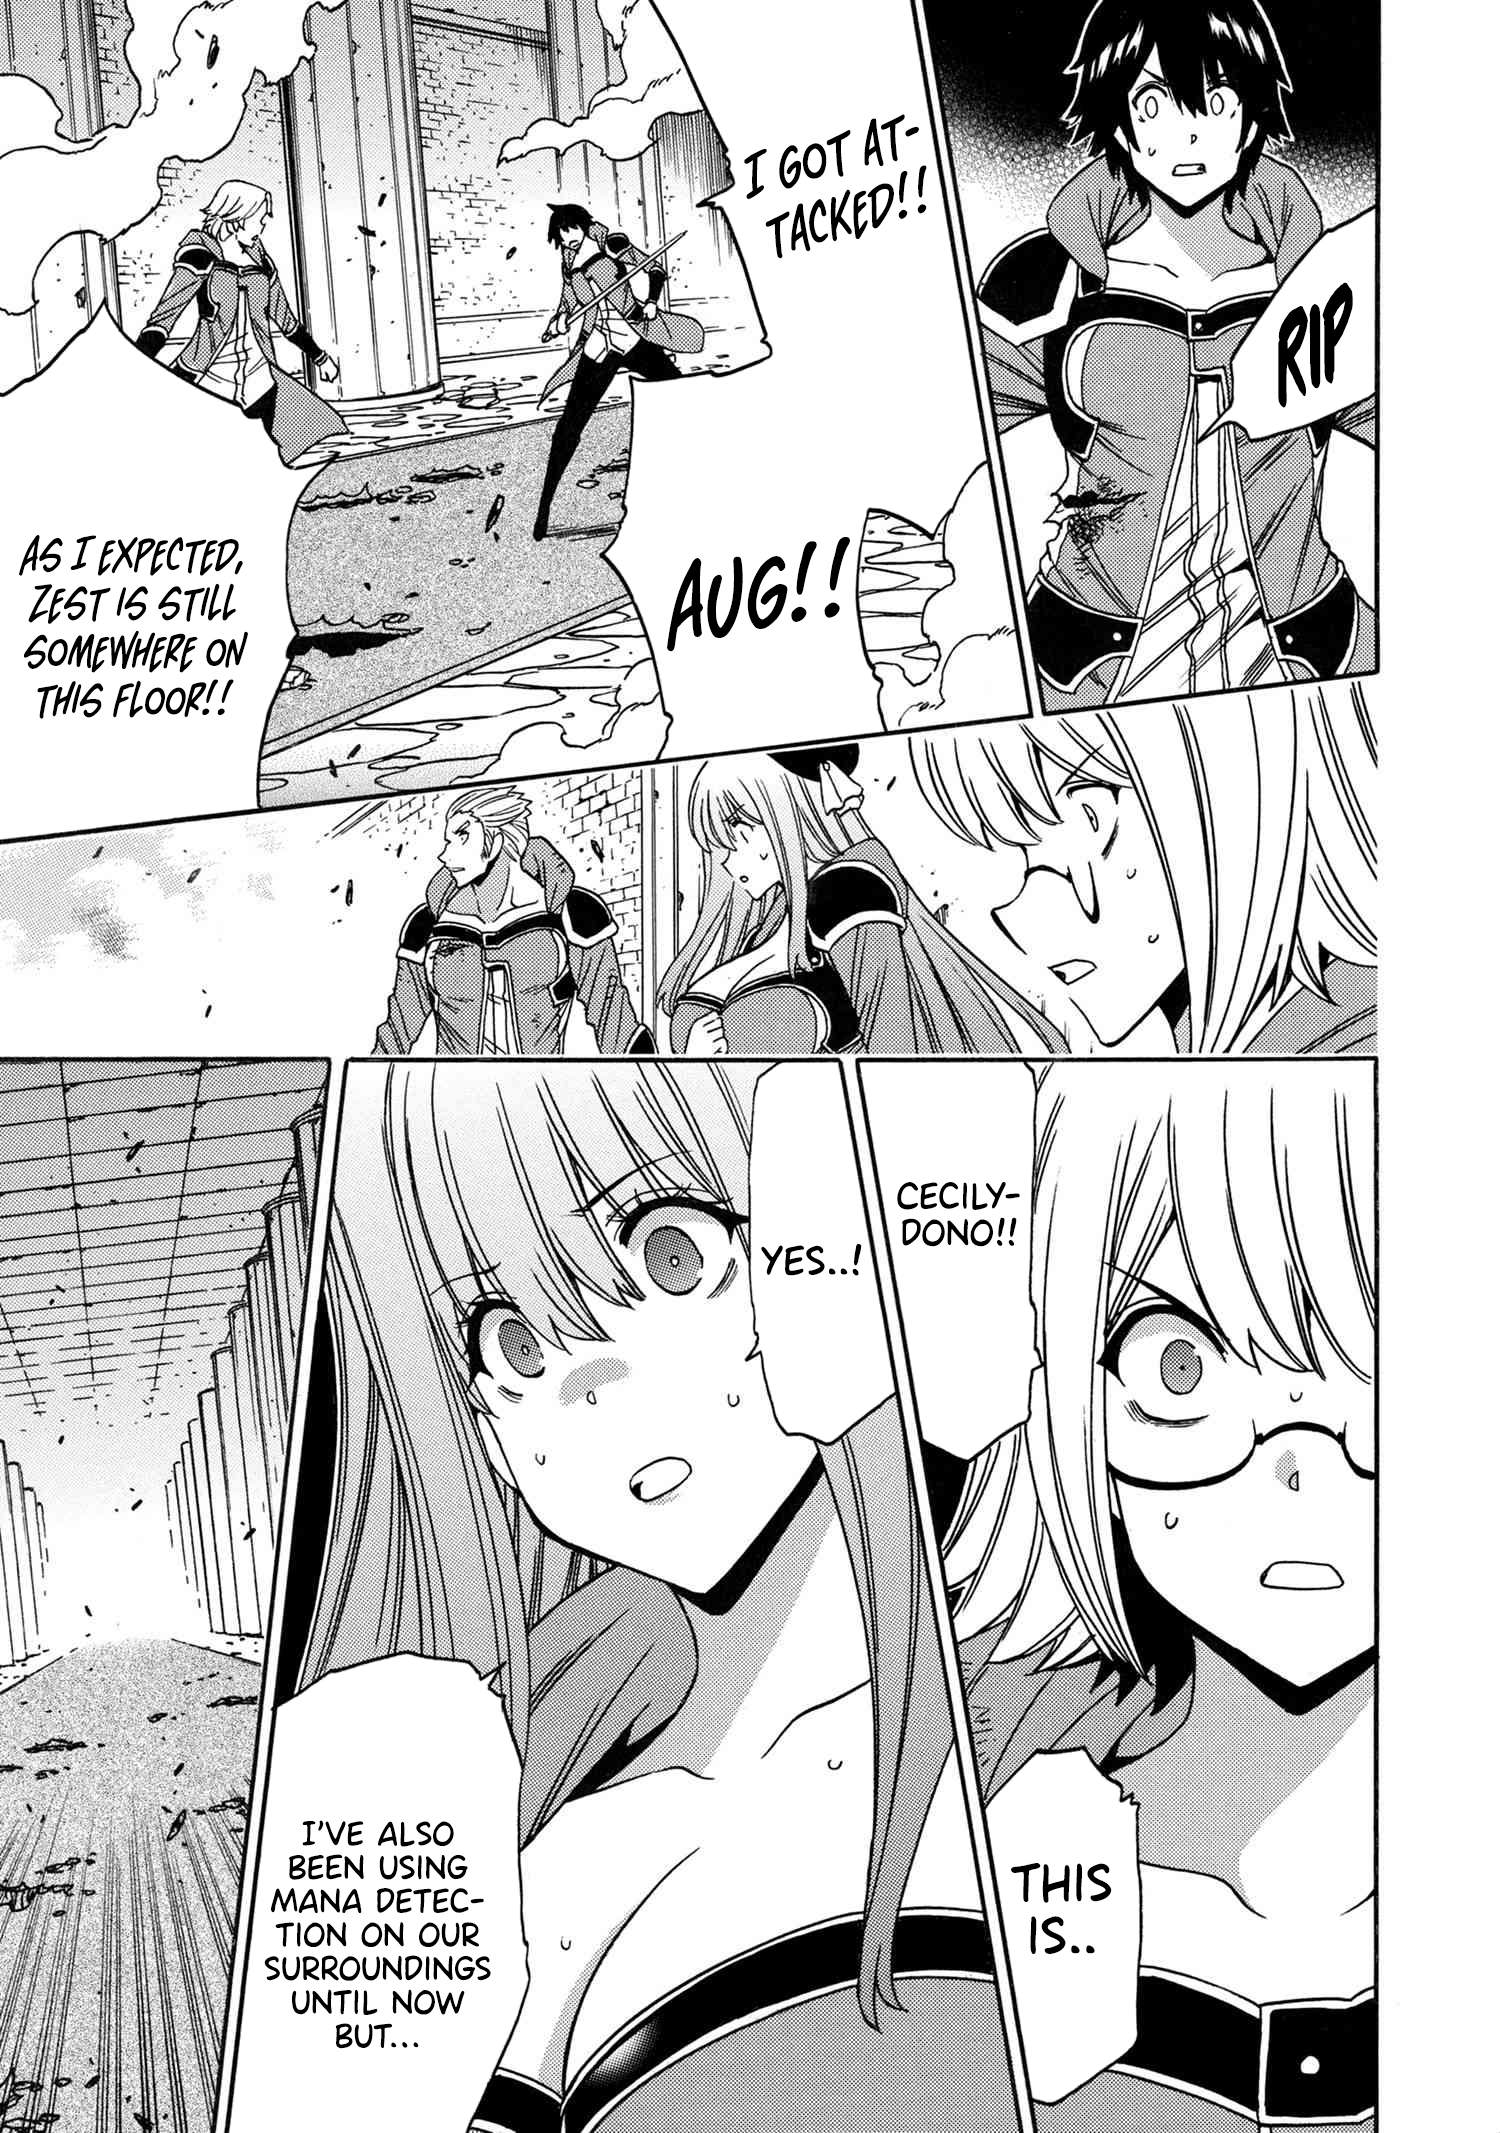 RIP
I GOT AT-
TACKED!!
AUG!!
AS I EXPECTED,
ZEST IS STILL
SOMEWHERE ON
THIS FLOOR!!
CECILY-
DONO!!
THIS
IS..
YES..!
I'VE ALSO
BEEN USING
MANA DETEC-
TION ON OUR
SURROUNDINGS
UNTIL NOW
BUT...